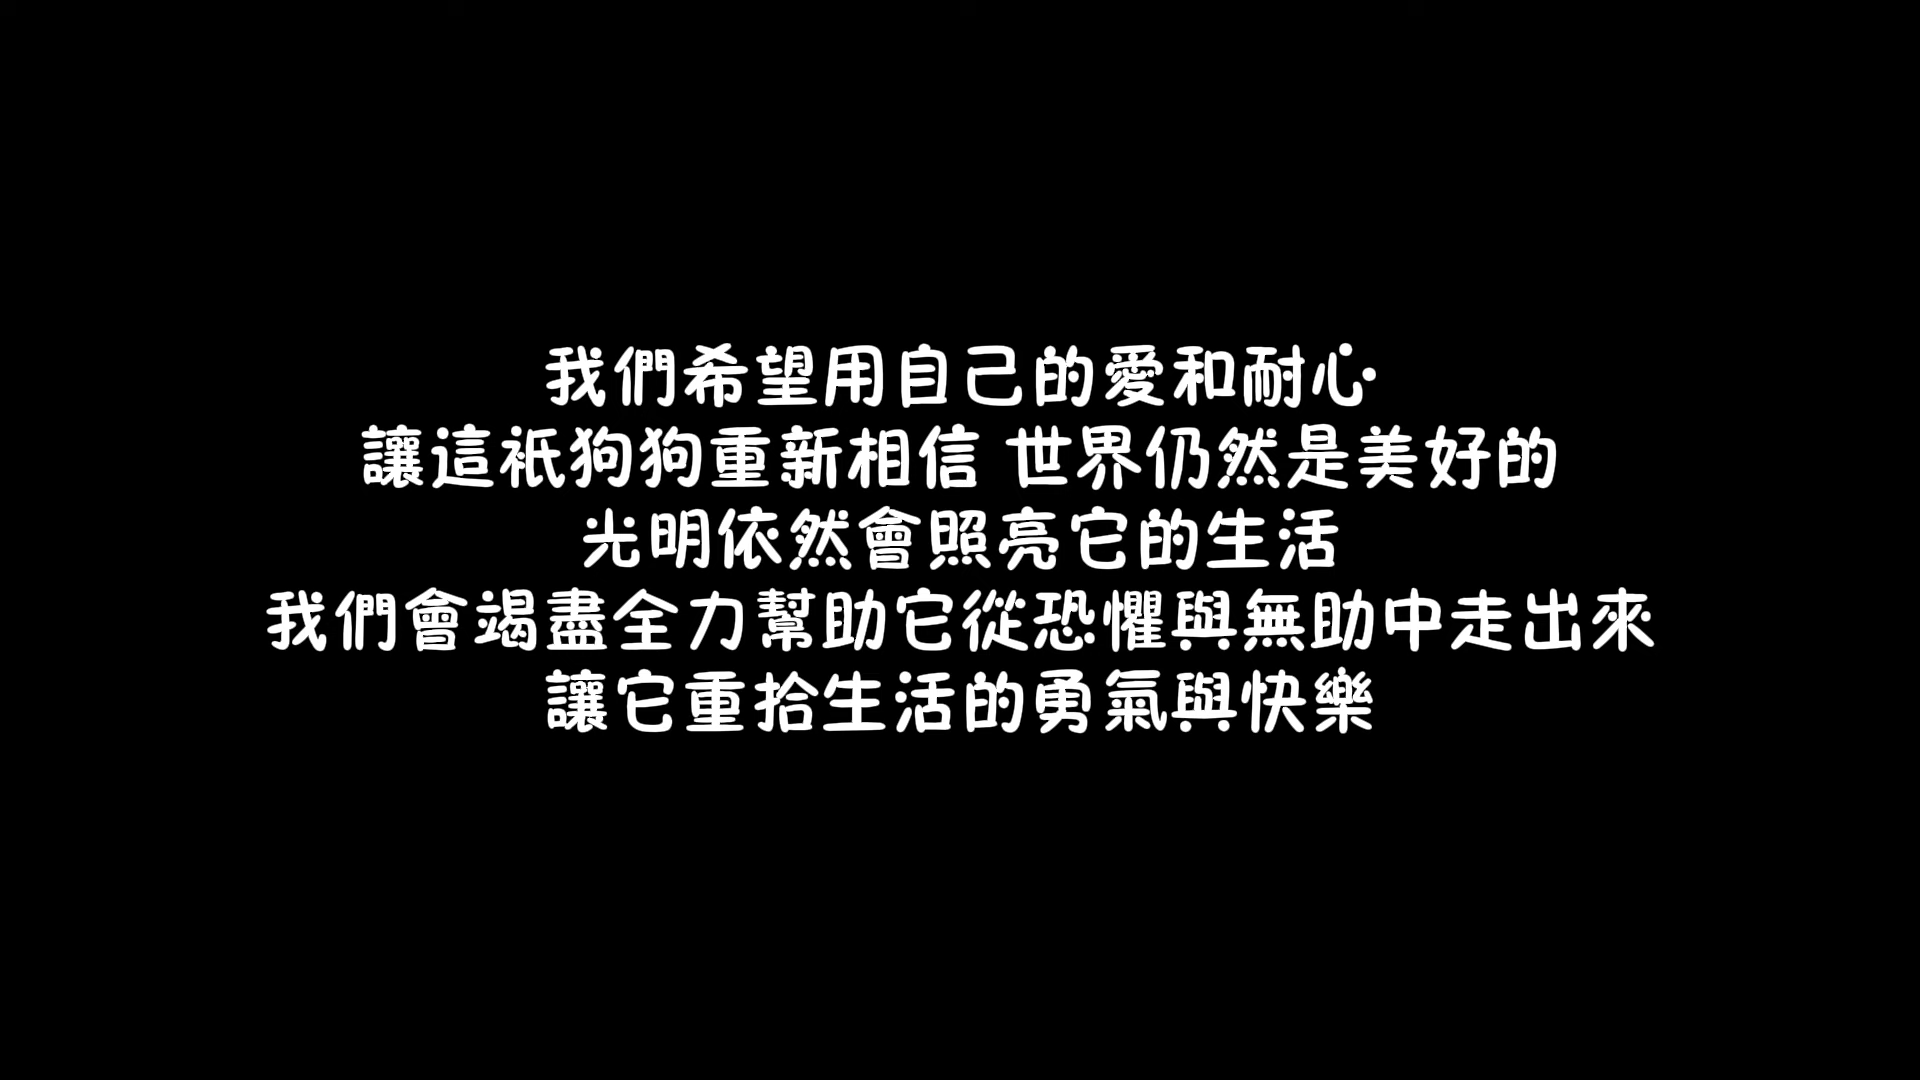 我們希望用自己的愛和耐心
讓這祇狗狗重新相信 世界仍然是美好的
光明依然會照亮它的生活
我們會竭盡全力幫助它從恐懼與無助中走出來
讓它重拾生活的勇氣與快樂